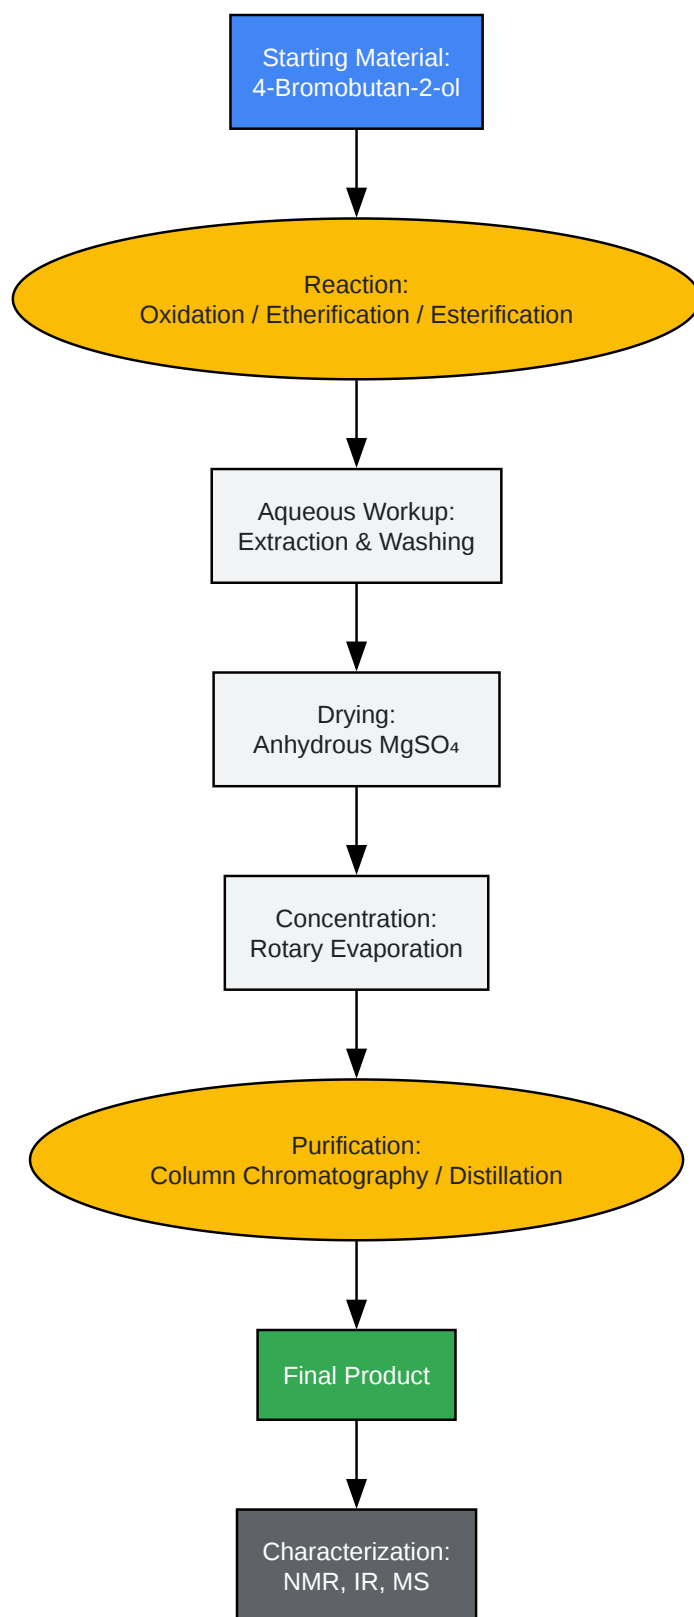 Starting Material:
4-Bromobutan-2-ol
Reaction:
Oxidation / Etherification / Esterification
Aqueous Workup:
Extraction & Washing
Drying:
Anhydrous MgSO₄
Concentration:
Rotary Evaporation
Purification:
Column Chromatography / Distillation
Final Product
Characterization:
NMR, IR, MS